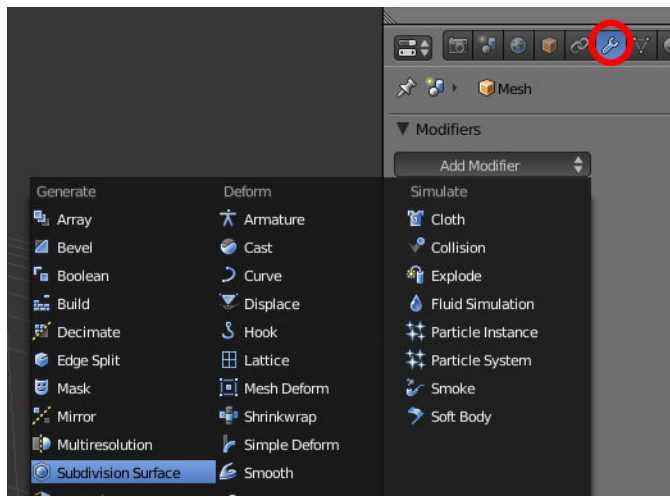 Mesh
Modifiers
Add Modifier
Generate
Array
Bevel
Boolean
Build
Decimate
Edge Split
Mask
Mirror
Multiresolution
Subdivision Surface
Deform
Armature
Cast
Curve
Displace
Hook
Lattice
Mesh Deform
Shrinkwrap
Simple Deform
Smooth
Simulate
Cloth
Collision
Explode
Fluid Simulation
Particle Instance
Particle System
Smoke
Soft Body